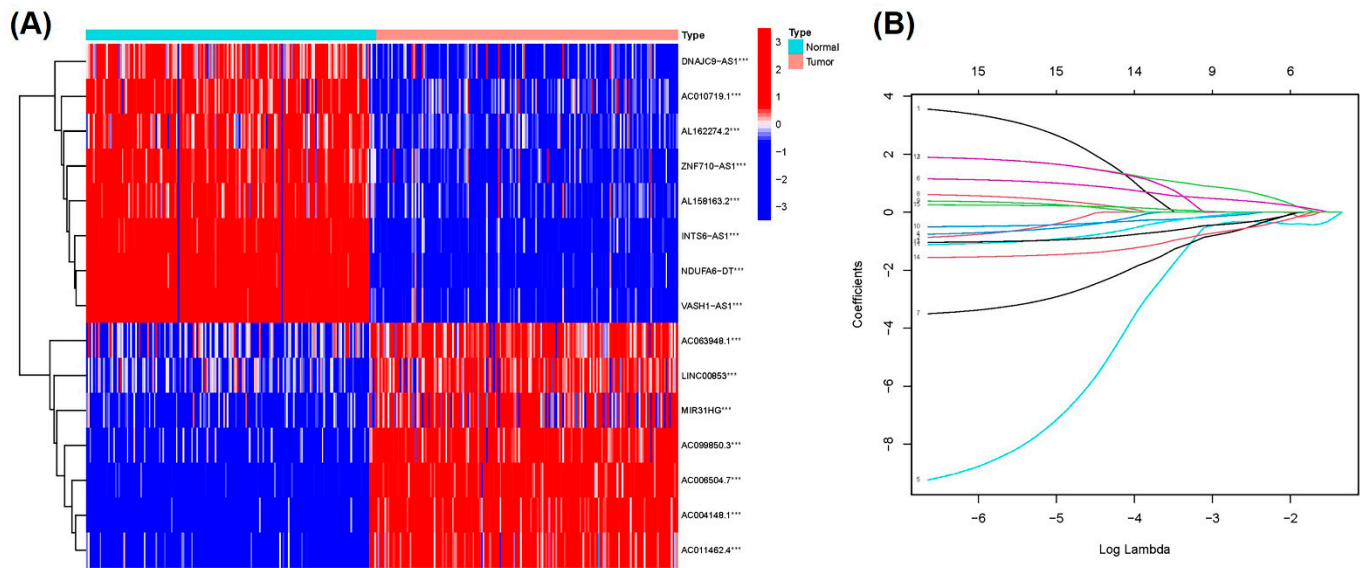 (A)
Type
DNAJC9-AS1***
AC010719.1***
AL162274.2***
ZNF710-AS1***
AL158163.2***
INTS6-AS1***
NDUFA6-DT***
VASH1-AS1***
AC063948.1***
LINC00853***
MIR31HG***
AC099850.3***
AC006504.7***
AC004148.1***
AC011462.4***
3
2
1
0
−1
−2
−3
Type
Normal
Tumor
(B)
15
15
14
9
6
4
2
0
−2
−4
−6
−8
Coefficients
1
6
10
14
7
5
−6
−5
−4
−3
−2
Log Lambda